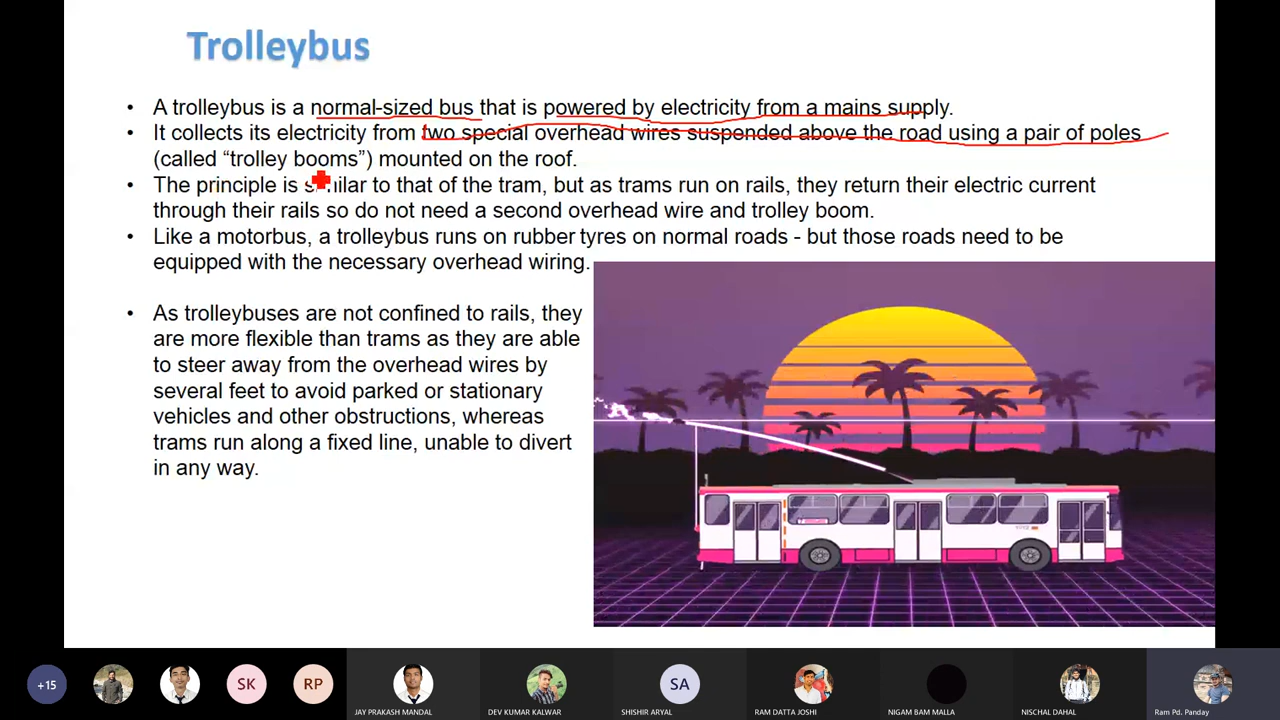 Trolleybus
• A trolleybus is a normal-sized bus that is powered by electricity from a mains supply.
• It collects its electricity from two special overhead wires suspended above the road using a pair of poles
(called “trolley booms”) mounted on the roof.
• The principle is similar to that of the tram, but as trams run on rails, they return their electric current
through their rails so do not need a second overhead wire and trolley boom.
• Like a motorbus, a trolleybus runs on rubber tyres on normal roads - but those roads need to be
equipped with the necessary overhead wiring.
• As trolleybuses are not confined to rails, they
are more flexible than trams as they are able
to steer away from the overhead wires by
several feet to avoid parked or stationary
vehicles and other obstructions, whereas
trams run along a fixed line, unable to divert
in any way.
+15
SK
RP
JAY PRAKASH MANDAL
DEV KUMAR KALWAR
SA
SHISHIR ARYAL
RAM DATTA JOSHI
NIGAM BAM MALLA
NISCHAL DAHAL
Ram Pd. Panday